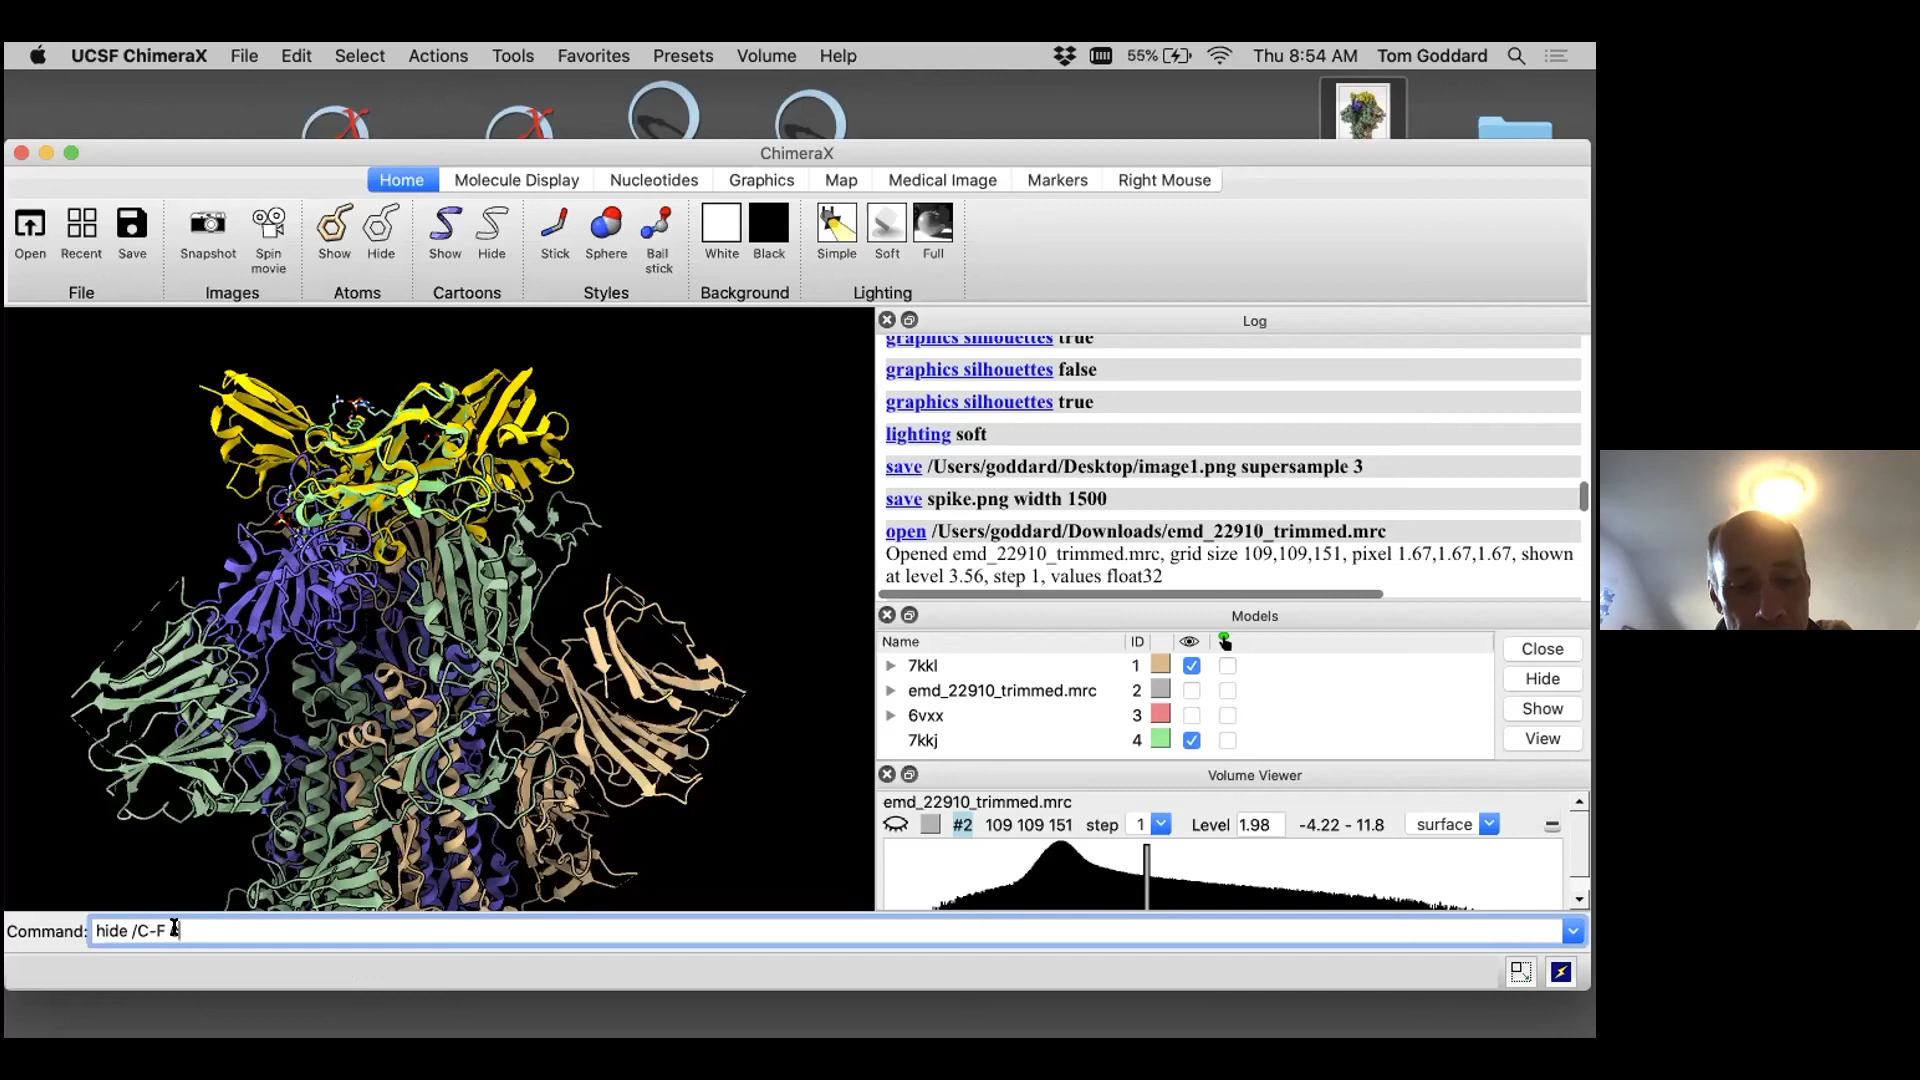 UCSF ChimeraX File Edit Select Actions Tools Favorites Presets Volume Help 55% Thu 8:54 AM Tom Goddard
ChimeraX
Home Molecule Display Nucleotides Graphics Map Medical Image Markers Right Mouse
Open Recent Save Snapshot Spin movie Show Hide Show Hide Stick Sphere Ball stick White Black Simple Soft Full
File Images Atoms Cartoons Styles Background Lighting
Log
graphics silhouettes true
graphics silhouettes false
graphics silhouettes true
lighting soft
save /Users/goddard/Desktop/image1.png supersample 3
save spike.png width 1500
open /Users/goddard/Downloads/emd_22910_trimmed.mrc
Opened emd_22910_trimmed.mrc, grid size 109,109,151, pixel 1.67,1.67,1.67, shown
at level 3.56, step 1, values float32
Models
Name ID
7kkl 1
emd_22910_trimmed.mrc 2
6vxx 3
7kkj 4
Close
Hide
Show
View
Volume Viewer
emd_22910_trimmed.mrc
#2 109 109 151 step 1 Level 1.98 -4.22 - 11.8 surface
Command: hide /C-F